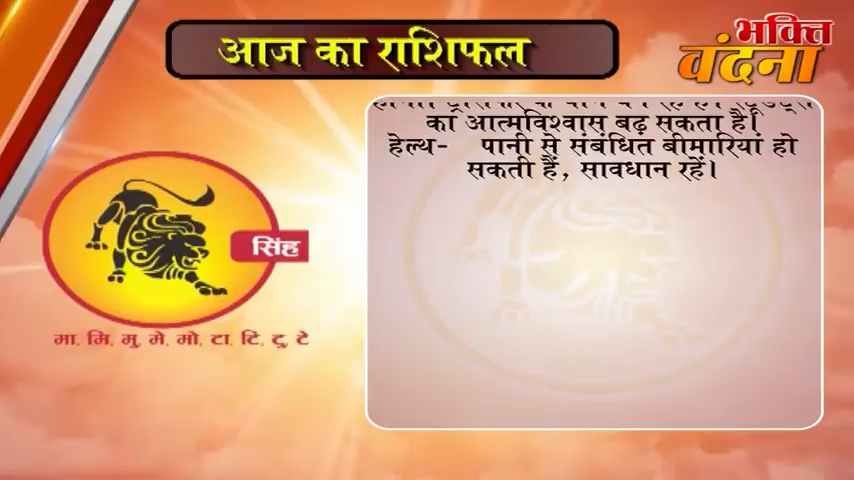 आज का राशिफल
भक्ति
वंदना
का आत्मविश्वास बढ़ सकता है।
हेल्थ- पानी से संबंधित बीमारियां हो
सकती हैं, सावधान रहें।
सिंह
मा, मि, मु, मे, मो, टा, टि, टु, टे